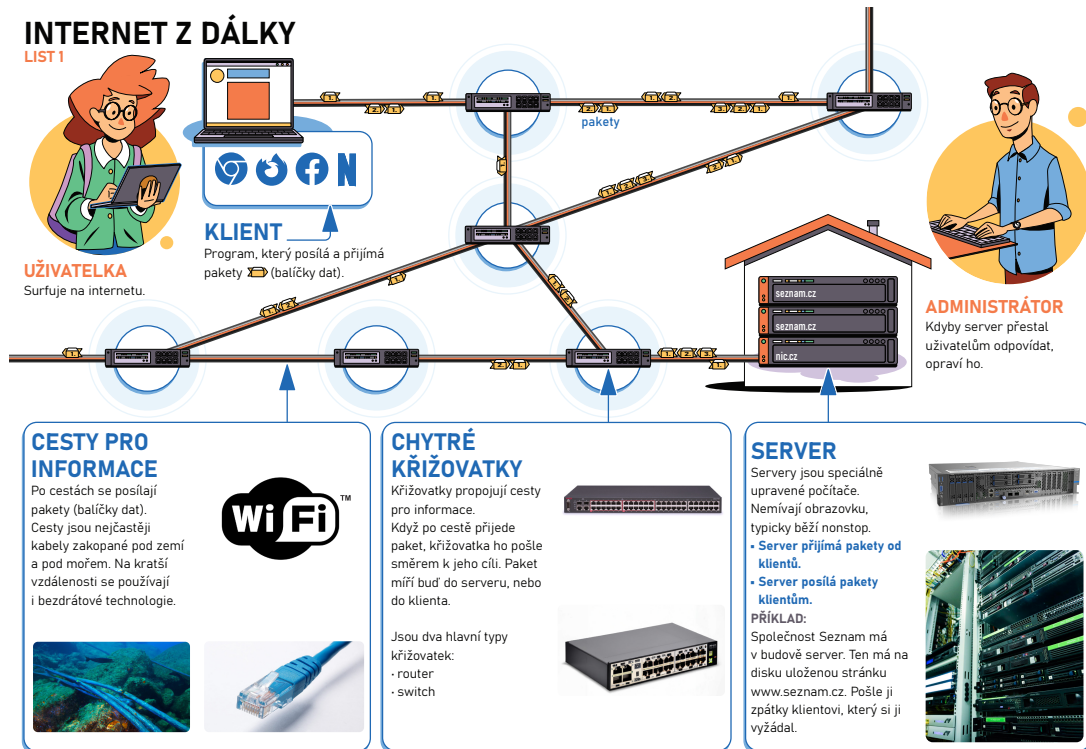 INTERNET Z DÁLKY
LIST 1
pakety
KLIENT
Program, který posílá a přijímá
pakety (balíčky dat).
UŽIVATELKA
Surfuje na internetu.
seznam.cz
seznam.cz
nic.cz
ADMINISTRÁTOR
Kdyby server přestal
uživatelům odpovídat,
opraví ho.
CESTY PRO
INFORMACE
Po cestách se posílají
pakety (balíčky dat).
Cesty jsou nejčastěji
kabely zakopané pod zemí
a pod mořem. Na kratší
vzdálenosti se používají
i bezdrátové technologie.
Wi Fi ™
CHYTRÉ
KŘIŽOVATKY
Křižovatky propojují cesty
pro informace.
Když po cestě přijede
paket, křižovatka ho pošle
směrem k jeho cíli. Paket
míří buď do serveru, nebo
do klienta.
Jsou dva hlavní typy
křižovatek:
· router
· switch
SERVER
Servery jsou speciálně
upravené počítače.
Nemívají obrazovku,
typicky běží nonstop.
▪ Server přijímá pakety od
klientů.
▪ Server posílá pakety
klientům.
PŘÍKLAD:
Společnost Seznam má
v budově server. Ten má na
disku uloženou stránku
www.seznam.cz. Pošle ji
zpátky klientovi, který si ji
vyžádal.